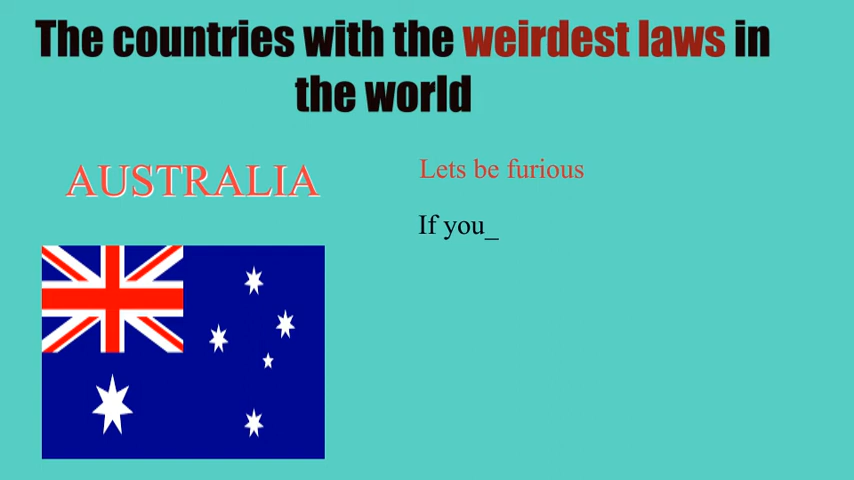 The countries with the weirdest laws in
the world
AUSTRALIA
Lets be furious
If you_